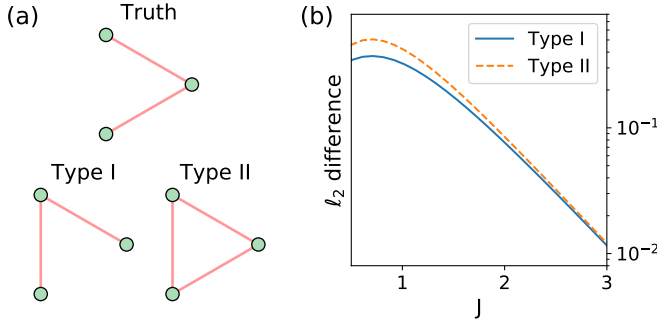 (a)
Truth
Type I
Type II
(b)
Type I
Type II
ℓ₂ difference
10⁻¹
10⁻²
1
2
3
J